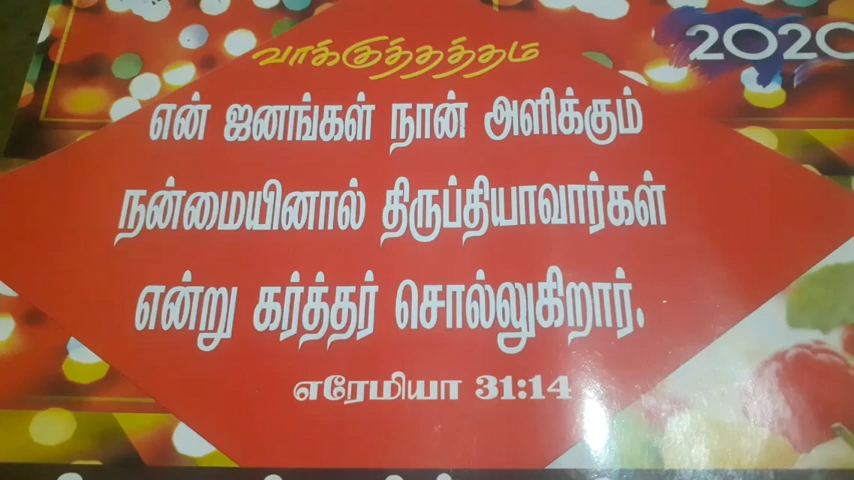 வாக்குத்தத்தம்
2020
என் ஜனங்கள் நான் அளிக்கும்
நன்மையினால் திருப்தியாவார்கள்
என்று கர்த்தர் சொல்லுகிறார்.
எரேமியா 31:14